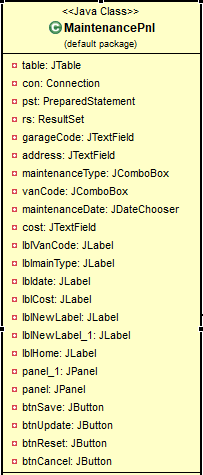 <<Java Class>>
MaintenancePnl
(default package)
table: JTable
con: Connection
pst: PreparedStatement
rs: ResultSet
garageCode: JTextField
address: JTextField
maintenanceType: JComboBox
vanCode: JComboBox
maintenanceDate: JDateChooser
cost: JTextField
lblVanCode: JLabel
lblmainType: JLabel
lbldate: JLabel
lblCost: JLabel
lblNewLabel: JLabel
lblNewLabel_1: JLabel
lblHome: JLabel
panel_1: JPanel
panel: JPanel
btnSave: JButton
btnUpdate: JButton
btnReset: JButton
btnCancel: JButton